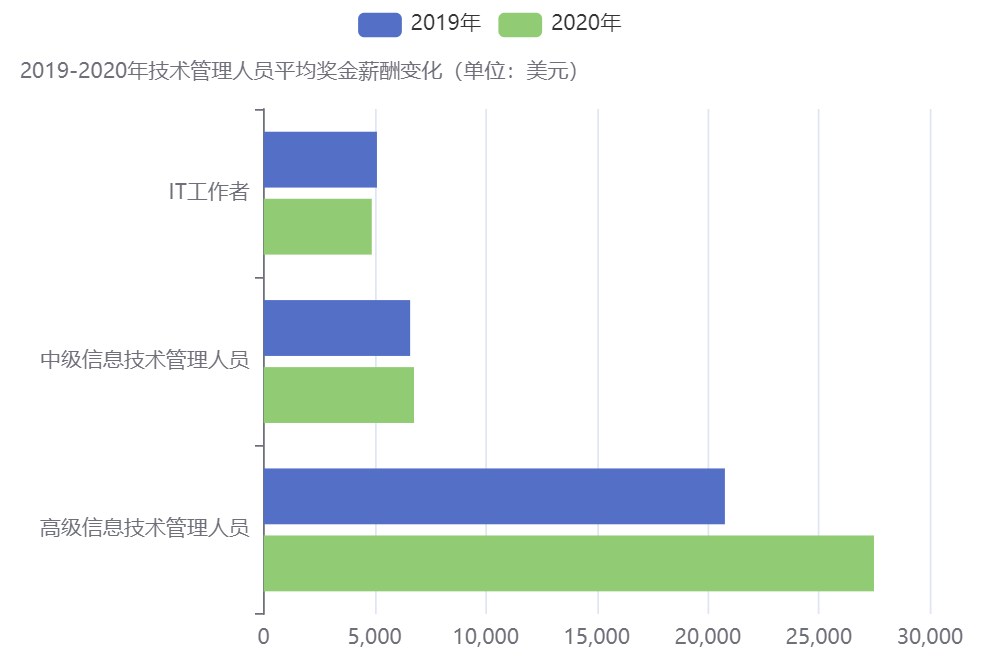 2019年 2020年
2019-2020年技术管理人员平均奖金薪酬变化（单位：美元）
IT工作者
中级信息技术管理人员
高级信息技术管理人员
0 5,000 10,000 15,000 20,000 25,000 30,000